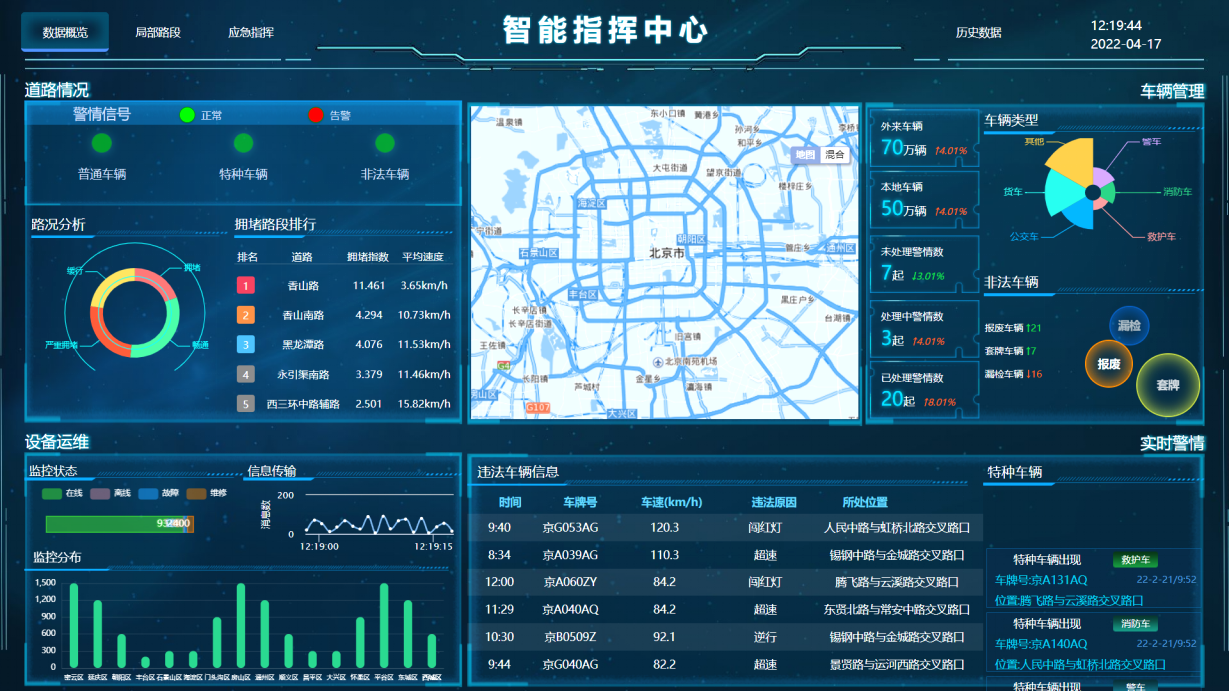 数据概览
局部路段
应急指挥
智能指挥中心
历史数据
12:19:44
2022-04-17
道路情况
警情信号
正常
告警
普通车辆
特种车辆
非法车辆
路况分析
缓行
拥堵
严重拥堵
畅通
拥堵路段排行
排名 道路 拥堵指数 平均速度
1 香山路 11.461 3.65km/h
2 香山南路 4.294 10.73km/h
3 黑龙潭路 4.076 11.53km/h
4 永引渠南路 3.379 11.46km/h
5 西三环中路辅路 2.501 15.82km/h
温泉镇
东小口镇
黄港乡
孙河乡
和平乡
李桥
地图
混合
大屯街道
望京街道
楼梓庄乡
海淀区
朝阳区
石景山区
北京市
管庄乡
通州区
丰台区
黑庄户乡
台湖镇
长辛店镇
长辛店街道
王佐镇
旧宫镇
北京南苑机场
G4
长阳镇
芦城村
金星乡
瀛海镇
房山区
G107
大兴区
车辆管理
外来车辆
70万辆 ↑4.01%
本地车辆
50万辆 ↑4.01%
未处理警情数
7起 ↓3.01%
处理中警情数
3起 ↑4.01%
已处理警情数
20起 ↑8.01%
车辆类型
其他
警车
货车
消防车
公交车
救护车
非法车辆
报废车辆 ↑21
套牌车辆 ↑7
漏检车辆 ↓16
漏检
报废
套牌
设备运维
监控状态
在线
离线
故障
维修
信息传输
消息数
200
0
12:19:00
12:19:15
监控分布
1,500
1,200
900
600
300
0
密云区 延庆区 朝阳区 丰台区 石景山区 海淀区 门头沟区 房山区 通州区 顺义区 昌平区 大兴区 怀柔区 平谷区 东城区 西城区
违法车辆信息
时间 车牌号 车速(km/h) 违法原因 所处位置
9:40 京G053AG 120.3 闯红灯 人民中路与虹桥北路交叉路口
8:34 京A039AG 110.3 超速 锡钢中路与金城路交叉路口
12:00 京A060ZY 84.2 闯红灯 腾飞路与云溪路交叉路口
11:29 京A040AQ 84.2 超速 东贤北路与常安中路交叉路口
10:30 京B0509Z 92.1 逆行 锡钢中路与金城路交叉路口
9:44 京G040AG 82.2 超速 景贤路与运河西路交叉路口
实时警情
特种车辆
特种车辆出现 救护车
车牌号:京A131AQ 22-2-21/9:52
位置:腾飞路与云溪路交叉路口
特种车辆出现 消防车
车牌号:京A140AQ 22-2-21/9:52
位置:人民中路与虹桥北路交叉路口
特种车辆出现 警车